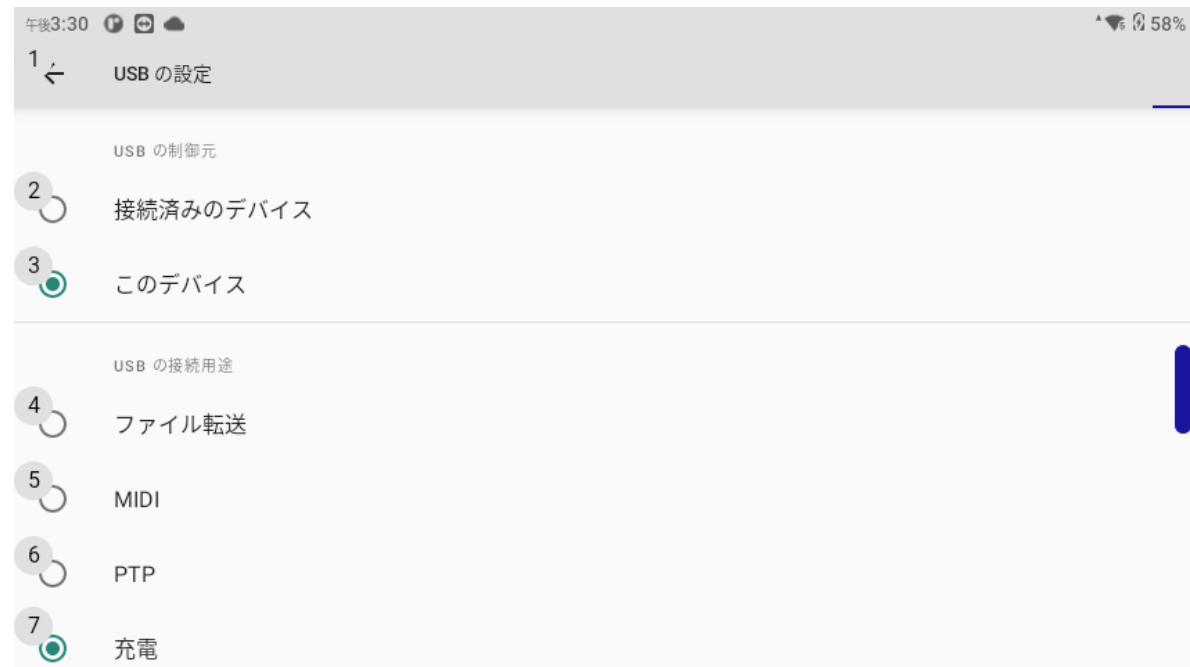 午後3:30 58%
1 USB の設定
USB の制御元
2 接続済みのデバイス
3 このデバイス
USB の接続用途
4 ファイル転送
5 MIDI
6 PTP
7 充電